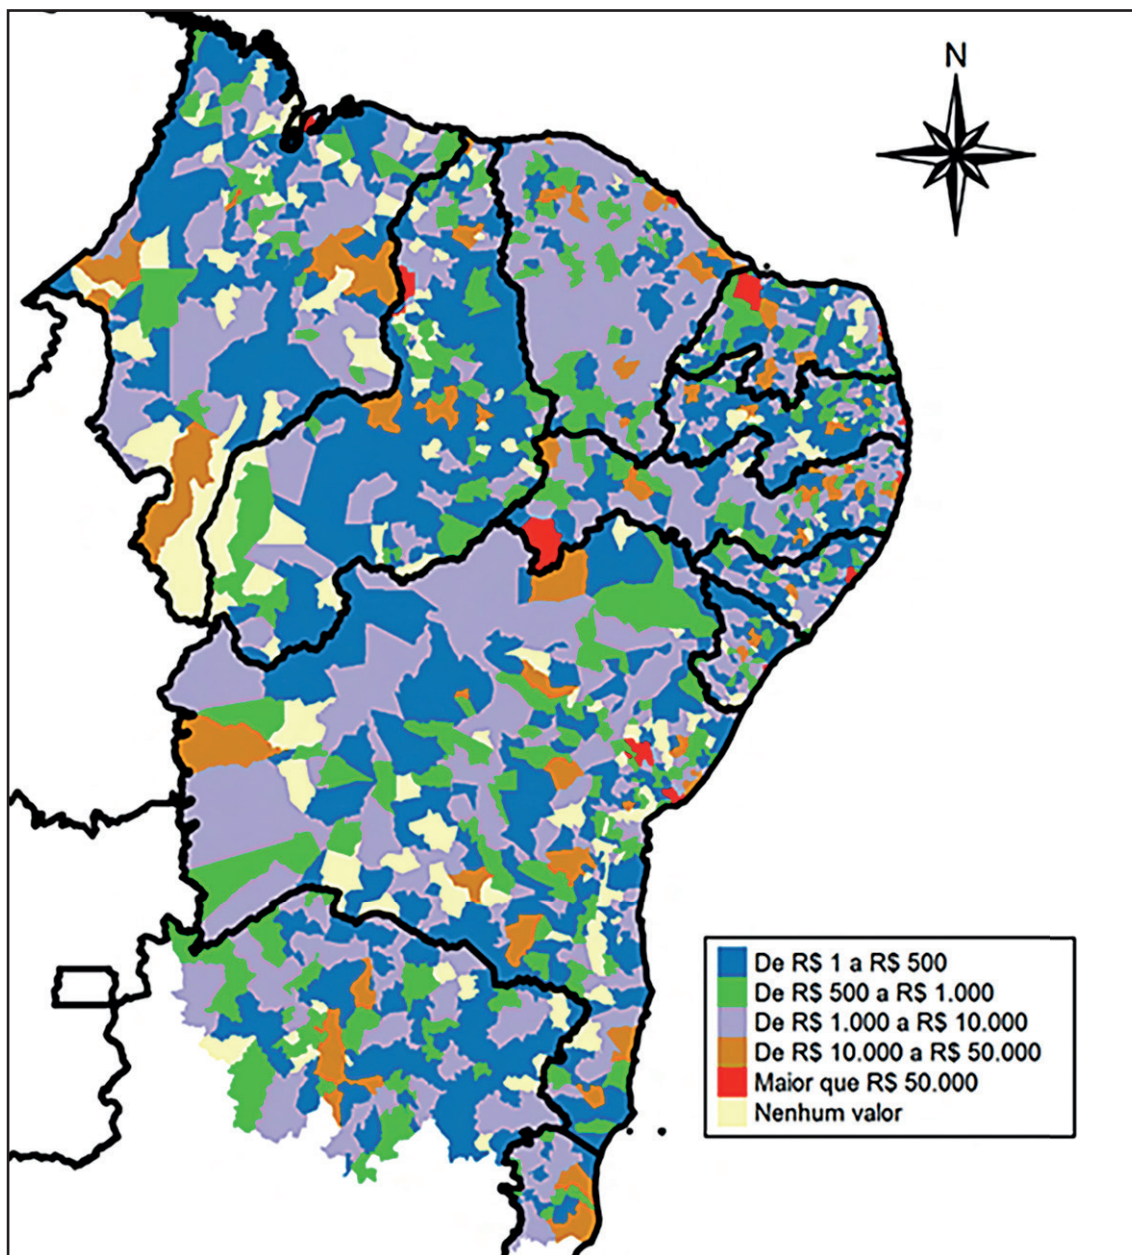 N
De R$ 1 a R$ 500
De R$ 500 a R$ 1.000
De R$ 1.000 a R$ 10.000
De R$ 10.000 a R$ 50.000
Maior que R$ 50.000
Nenhum valor